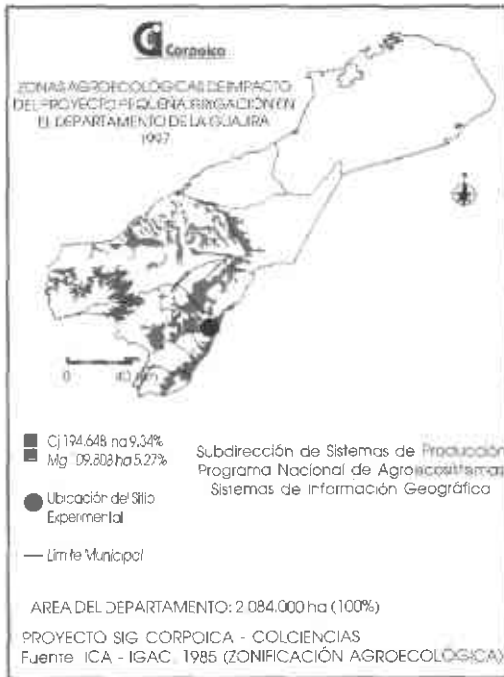 Corpoica
ZONAS AGROECOLÓGICAS DE IMPACTO
DEL PROYECTO PEQUEÑA IRRIGACIÓN EN
EL DEPARTAMENTO DE LA GUAJIRA
1997
0 40 km
Cj 194.648 ha 9.34%
Mg 109.808 ha 5.27%
Ubicación del Sitio
Experimental
Límite Municipal
Subdirección de Sistemas de Producción
Programa Nacional de Agroecosistemas
Sistemas de Información Geográfica
AREA DEL DEPARTAMENTO: 2.084.000 ha (100%)
PROYECTO SIG CORPOICA - COLCIENCIAS
Fuente ICA - IGAC, 1985 (ZONIFICACIÓN AGROECOLÓGICA)